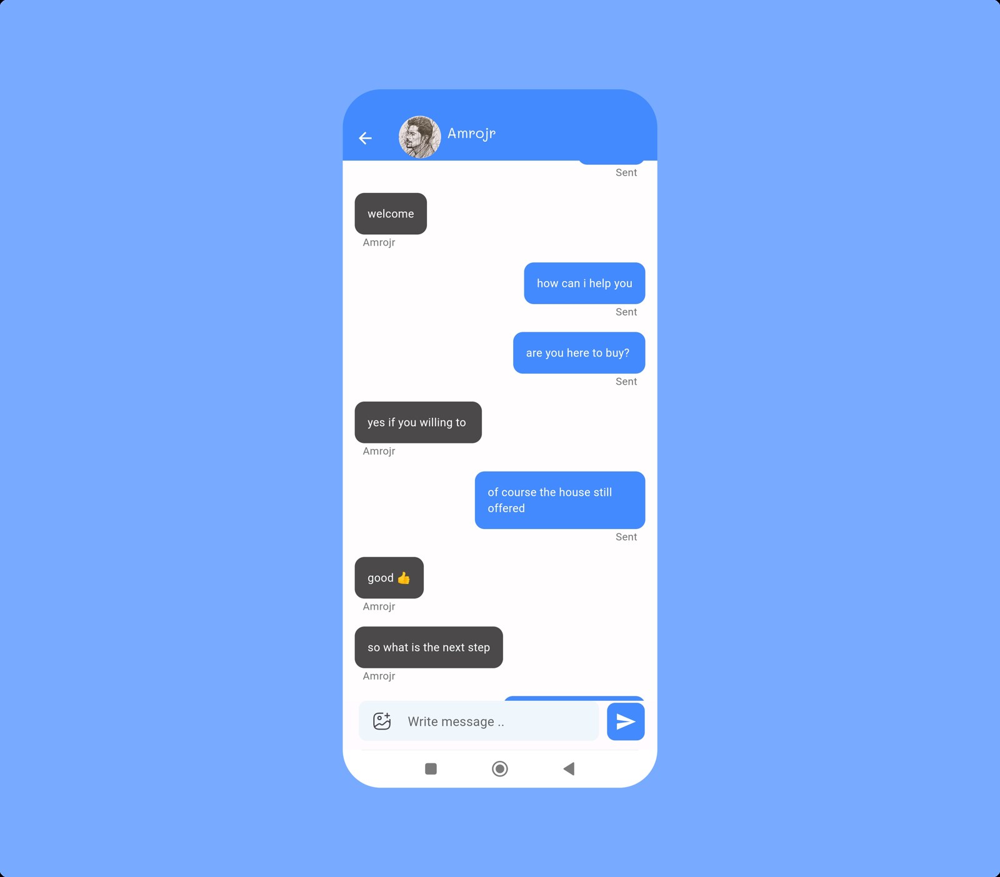 Amrojr
Sent
welcome
Amrojr
how can i help you
Sent
are you here to buy?
Sent
yes if you willing to
Amrojr
of course the house still
offered
Sent
good 👍
Amrojr
so what is the next step
Amrojr
Write message ..